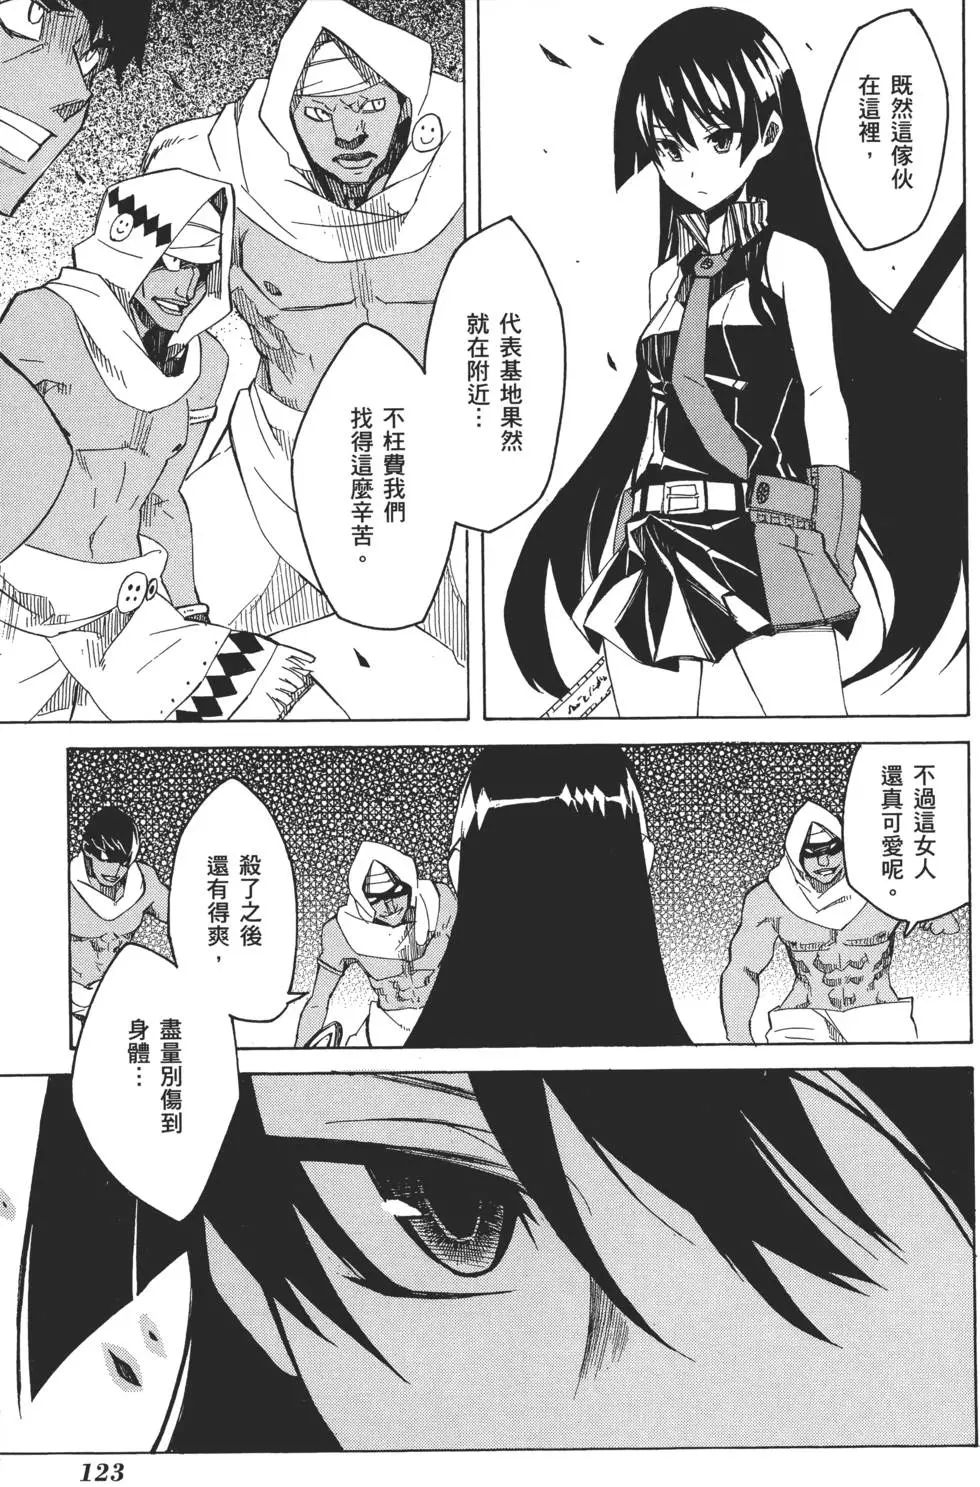 既然這傢伙
在這裡，
代表基地果然
就在附近…
不枉費我們
找得這麼辛苦。
不過這女人
還真可愛呢。
殺了之後
還有得爽，
盡量別傷到
身體…
123